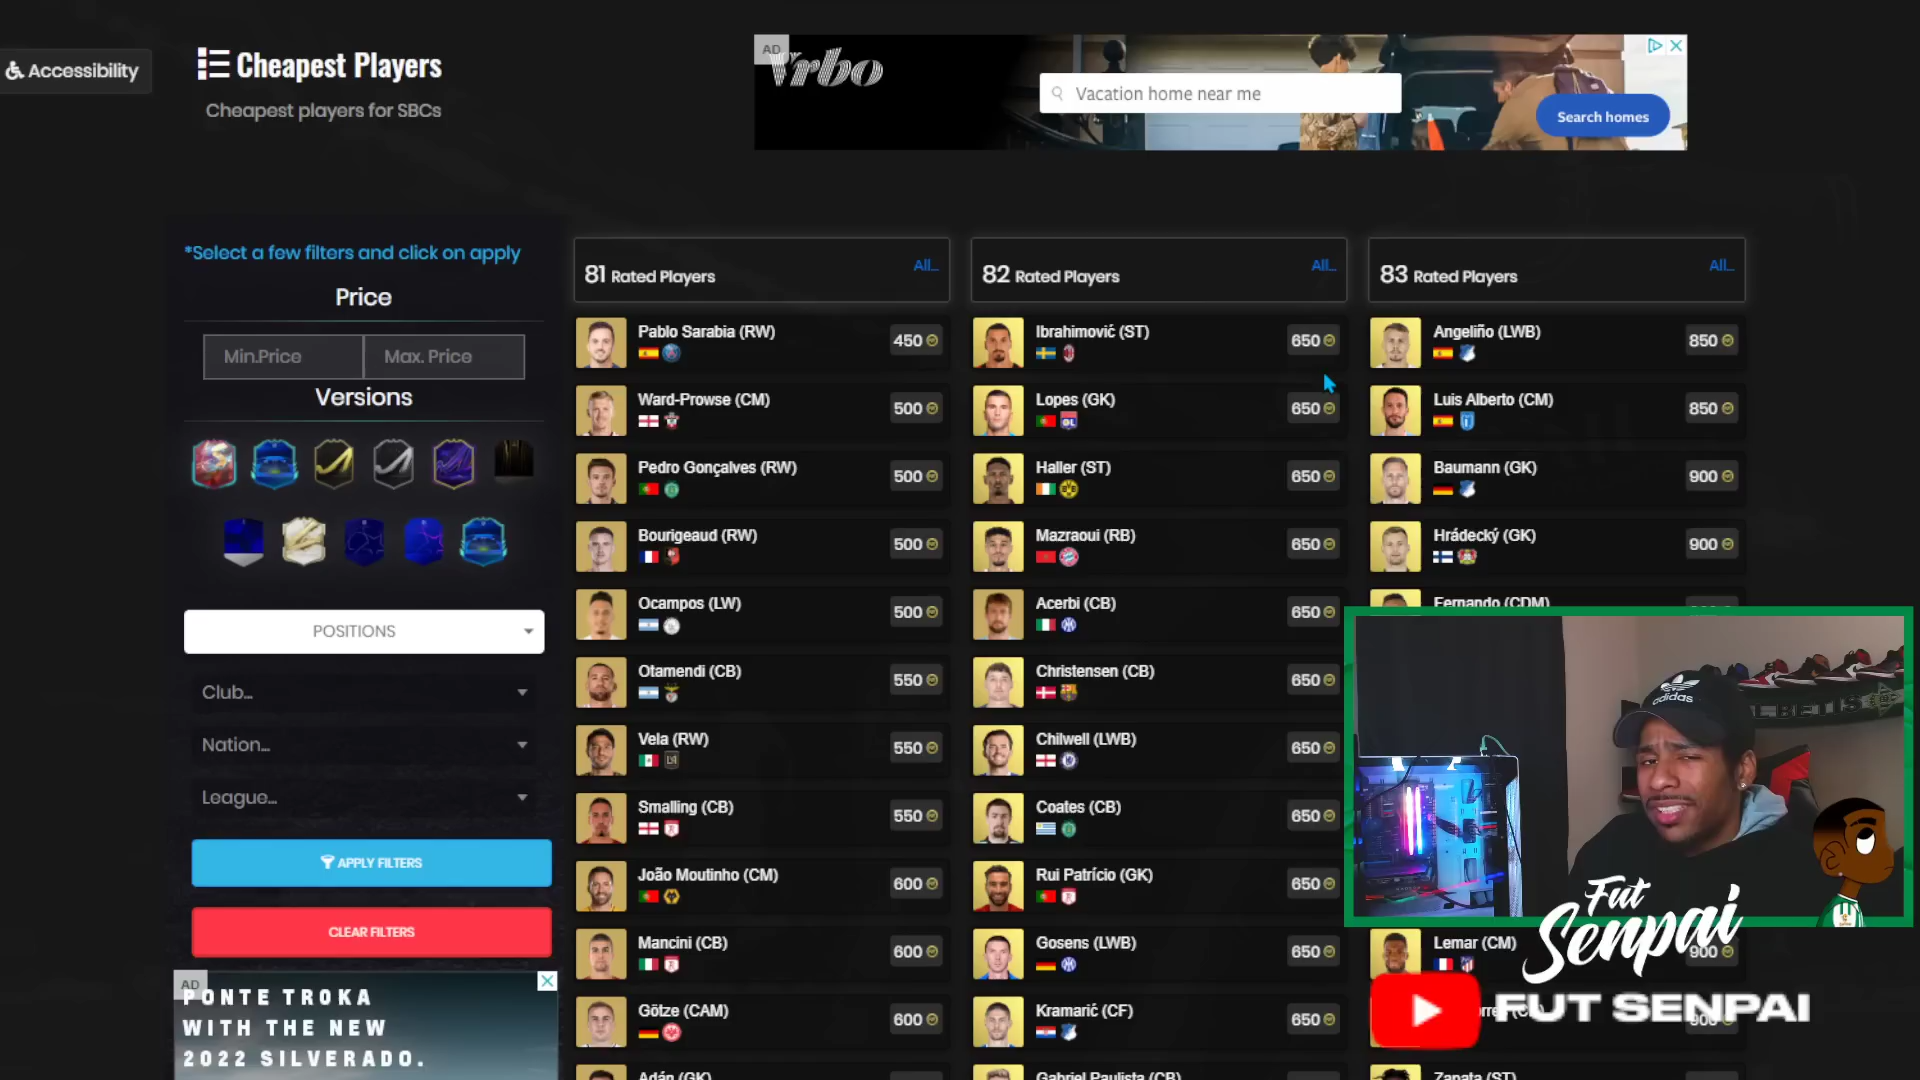 Accessibility
Cheapest Players
Cheapest players for SBCs
AD
Vrbo
Vacation home near me
Search homes
*Select a few filters and click on apply
Price
Min.Price
Max. Price
Versions
POSITIONS
Club...
Nation...
League...
APPLY FILTERS
CLEAR FILTERS
AD
PONTE TROKA
WITH THE NEW
2022 SILVERADO.
81 Rated Players
All...
Pablo Sarabia (RW)
450
Ward-Prowse (CM)
500
Pedro Gonçalves (RW)
500
Bourigeaud (RW)
500
Ocampos (LW)
500
Otamendi (CB)
550
Vela (RW)
550
Smalling (CB)
550
João Moutinho (CM)
600
Mancini (CB)
600
Götze (CAM)
600
Adán (GK)
82 Rated Players
All...
Ibrahimović (ST)
650
Lopes (GK)
650
Haller (ST)
650
Mazraoui (RB)
650
Acerbi (CB)
650
Christensen (CB)
650
Chilwell (LWB)
650
Coates (CB)
650
Rui Patrício (GK)
650
Gosens (LWB)
650
Kramarić (CF)
650
Gabriel Paulista (CB)
83 Rated Players
All...
Angeliño (LWB)
850
Luis Alberto (CM)
850
Baumann (GK)
900
Hrádecký (GK)
900
Fernando (CDM)
Lemar (CM)
900
900
Zapata (ST)
adidas
Fut
Senpai
FUT SENPAI